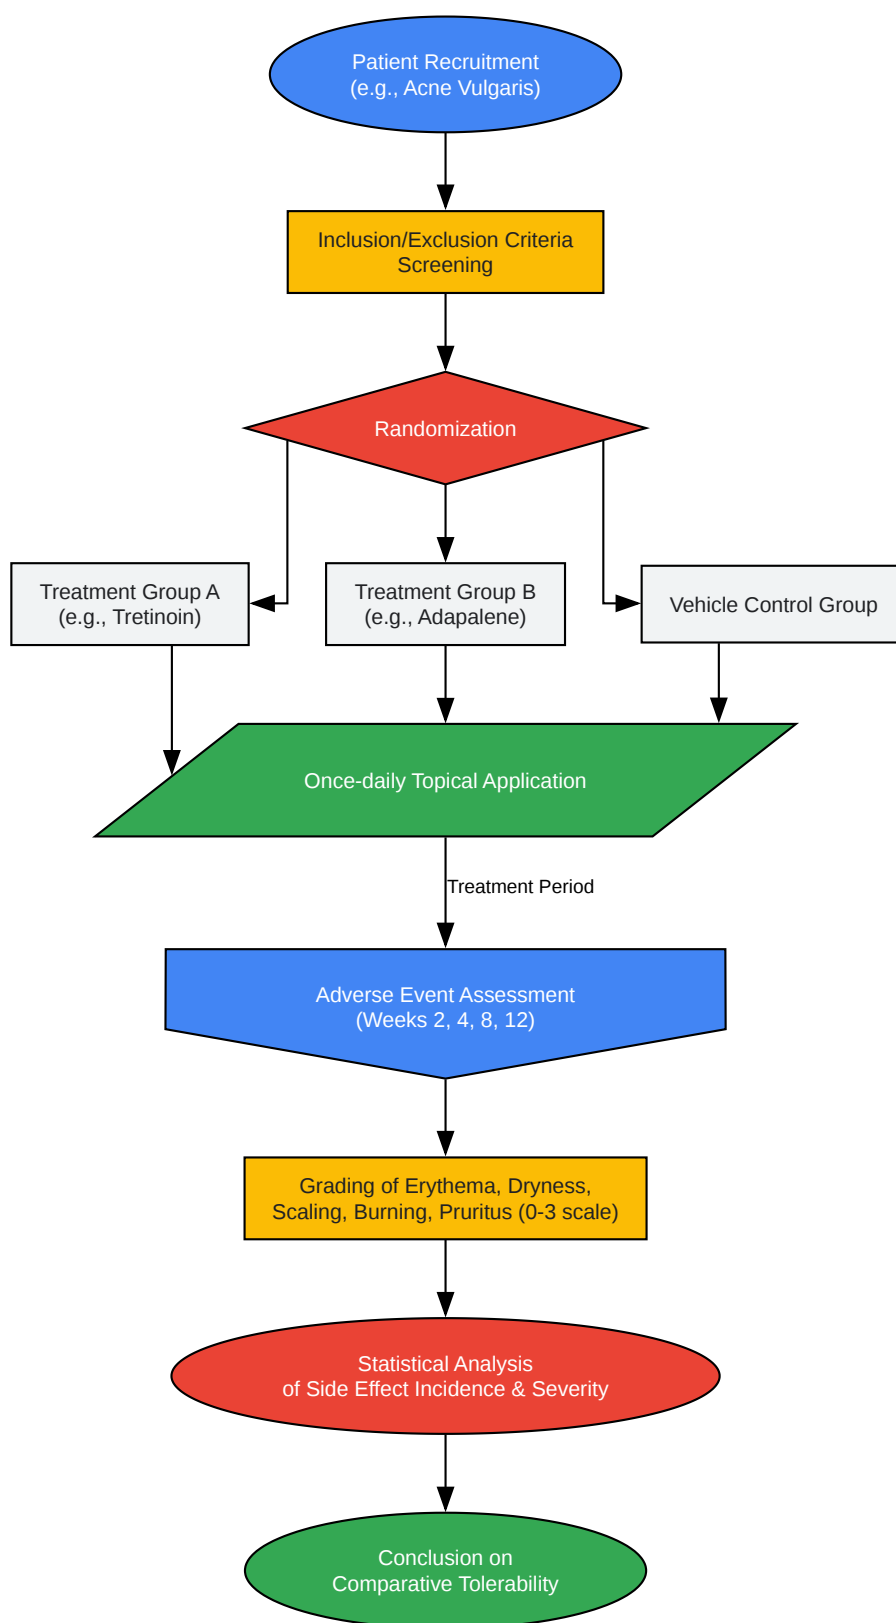 Patient Recruitment
(e.g., Acne Vulgaris)
Inclusion/Exclusion Criteria
Screening
Randomization
Treatment Group A
(e.g., Tretinoin)
Treatment Group B
(e.g., Adapalene)
Vehicle Control Group
Once-daily Topical Application
Treatment Period
Adverse Event Assessment
(Weeks 2, 4, 8, 12)
Grading of Erythema, Dryness,
Scaling, Burning, Pruritus (0-3 scale)
Statistical Analysis
of Side Effect Incidence & Severity
Conclusion on
Comparative Tolerability